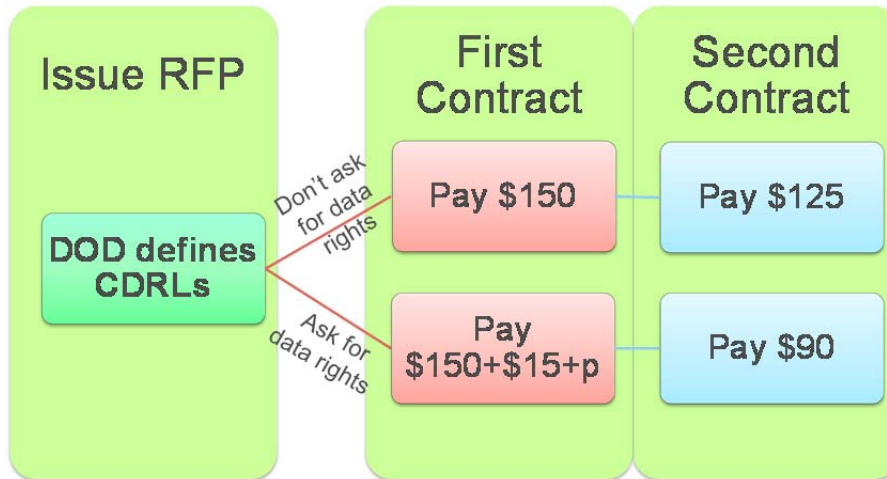 Issue RFP
DOD defines
CDRLs
Don't ask
for data
rights
Ask for
data rights
First
Contract
Pay $150
Pay
$150+$15+p
Second
Contract
Pay $125
Pay $90